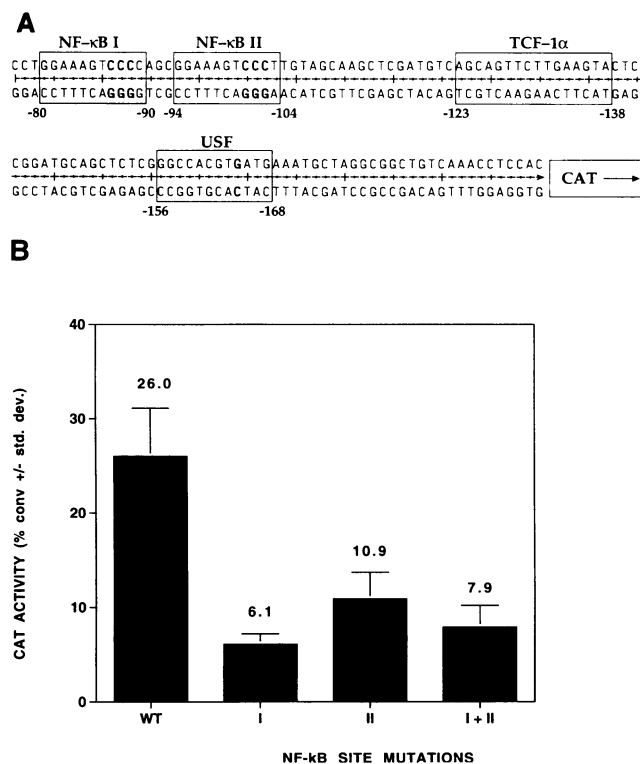 A
NF-κB I NF-κB II TCF-1α
CCTGGAAAGTCCCCAGCGGAAAGTCCCTTGTAGCAAGCTCGATGTCAGCAGTTCTTGAAGTACTC
GGACCTTTCAGGGGTCGCCTTTCAGGGAACATCGTTCGAGCTACAGTCGTCAAGAACTTCATGAG
-80 -90 -94 -104 -123 -138
USF
CGGATGCAGCTCTCGGGCCACGTGATGAAATGCTAGGCGGCTGTCAAACCTCCAC
GCCTACGTCGAGAGCCCGGTGCACTACTTTACGATCCGCCGACAGTTTGGAGGTG
CAT
-156 -168
B
CAT ACTIVITY (% conv +/- std. dev.)
40
30
20
10
0
26.0
6.1
10.9
7.9
WT I II I + II
NF-kB SITE MUTATIONS